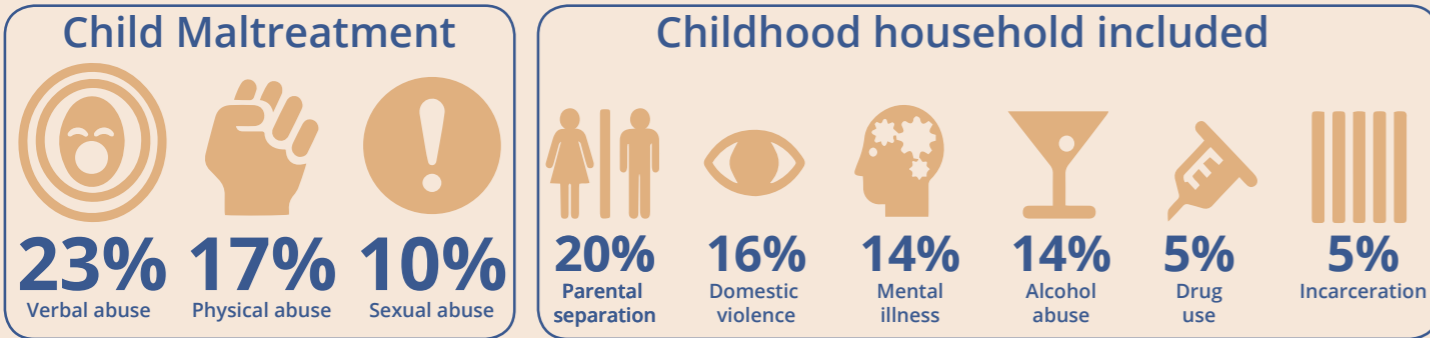 Child Maltreatment
23%
Verbal abuse
17%
Physical abuse
10%
Sexual abuse
Childhood household included
20%
Parental
separation
16%
Domestic
violence
14%
Mental
illness
14%
Alcohol
abuse
5%
Drug
use
5%
Incarceration